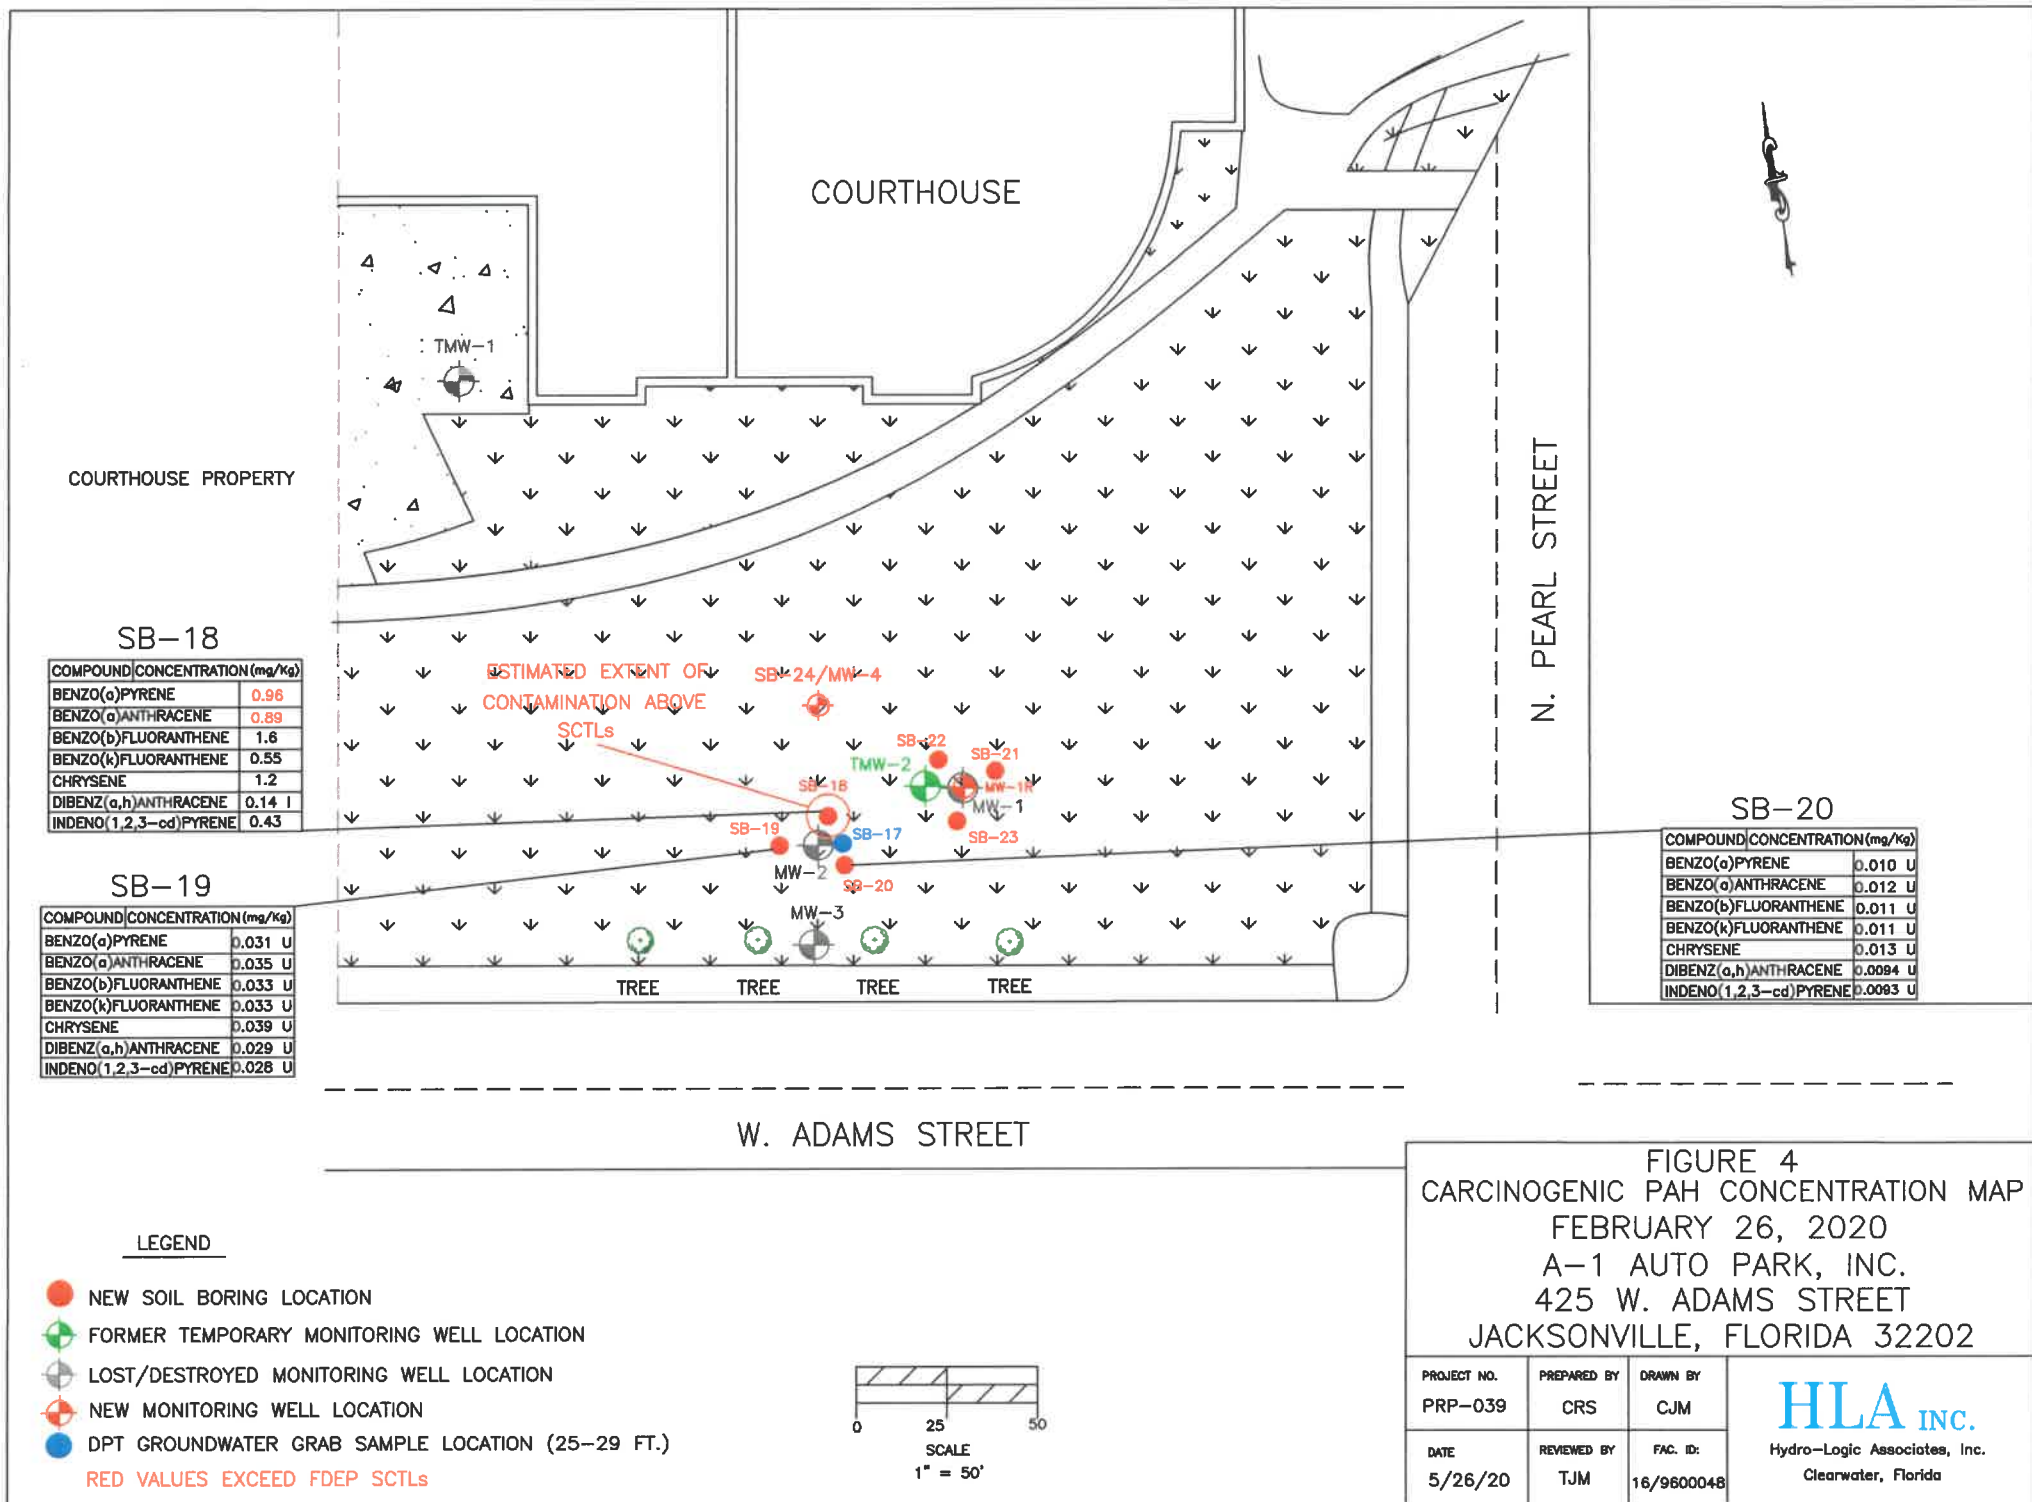 COURTHOUSE
TMW-1
COURTHOUSE PROPERTY
N. PEARL STREET
SB-18
COMPOUND CONCENTRATION (mg/Kg)
BENZO(a)PYRENE 0.96
BENZO(a)ANTHRACENE 0.89
BENZO(b)FLUORANTHENE 1.6
BENZO(k)FLUORANTHENE 0.55
CHRYSENE 1.2
DIBENZ(a,h)ANTHRACENE 0.14 I
INDENO(1,2,3-cd)PYRENE 0.43
ESTIMATED EXTENT OF
CONTAMINATION ABOVE
SCTLs
SB-24/MW-4
SB-22
SB-21
TMW-2
MW-1R
MW-1
SB-18
SB-19
SB-17
SB-23
MW-2
SB-20
MW-3
TREE TREE TREE TREE
SB-19
COMPOUND CONCENTRATION (mg/Kg)
BENZO(a)PYRENE 0.031 U
BENZO(a)ANTHRACENE 0.035 U
BENZO(b)FLUORANTHENE 0.033 U
BENZO(k)FLUORANTHENE 0.033 U
CHRYSENE 0.039 U
DIBENZ(a,h)ANTHRACENE 0.029 U
INDENO(1,2,3-cd)PYRENE 0.028 U
SB-20
COMPOUND CONCENTRATION (mg/Kg)
BENZO(a)PYRENE 0.010 U
BENZO(a)ANTHRACENE 0.012 U
BENZO(b)FLUORANTHENE 0.011 U
BENZO(k)FLUORANTHENE 0.011 U
CHRYSENE 0.013 U
DIBENZ(a,h)ANTHRACENE 0.0094 U
INDENO(1,2,3-cd)PYRENE 0.0093 U
W. ADAMS STREET
LEGEND
NEW SOIL BORING LOCATION
FORMER TEMPORARY MONITORING WELL LOCATION
LOST/DESTROYED MONITORING WELL LOCATION
NEW MONITORING WELL LOCATION
DPT GROUNDWATER GRAB SAMPLE LOCATION (25-29 FT.)
RED VALUES EXCEED FDEP SCTLs
0 25 50
SCALE
1" = 50'
FIGURE 4
CARCINOGENIC PAH CONCENTRATION MAP
FEBRUARY 26, 2020
A-1 AUTO PARK, INC.
425 W. ADAMS STREET
JACKSONVILLE, FLORIDA 32202
PROJECT NO. PREPARED BY DRAWN BY
PRP-039 CRS CJM
DATE REVIEWED BY FAC. ID:
5/26/20 TJM 16/9600048
HLA INC.
Hydro-Logic Associates, Inc.
Clearwater, Florida